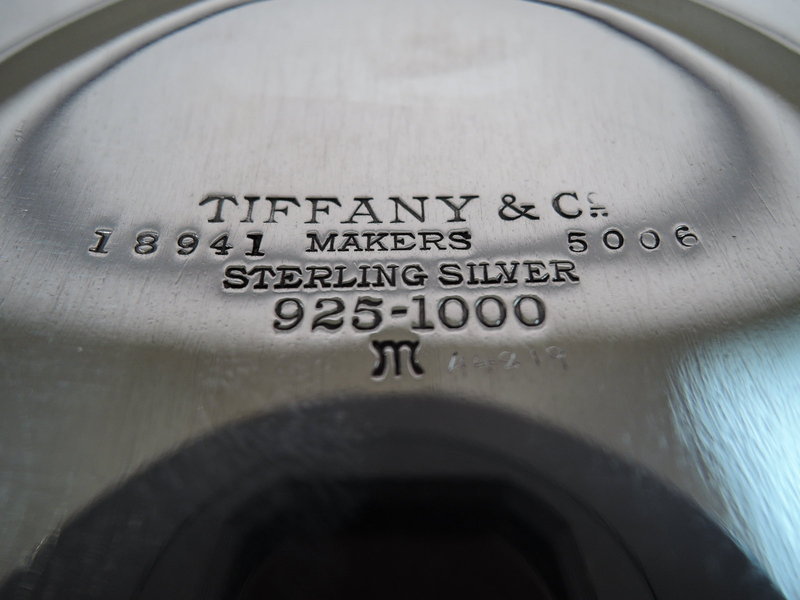 TIFFANY & Co
18941 MAKERS 5006
STERLING SILVER
925-1000
m